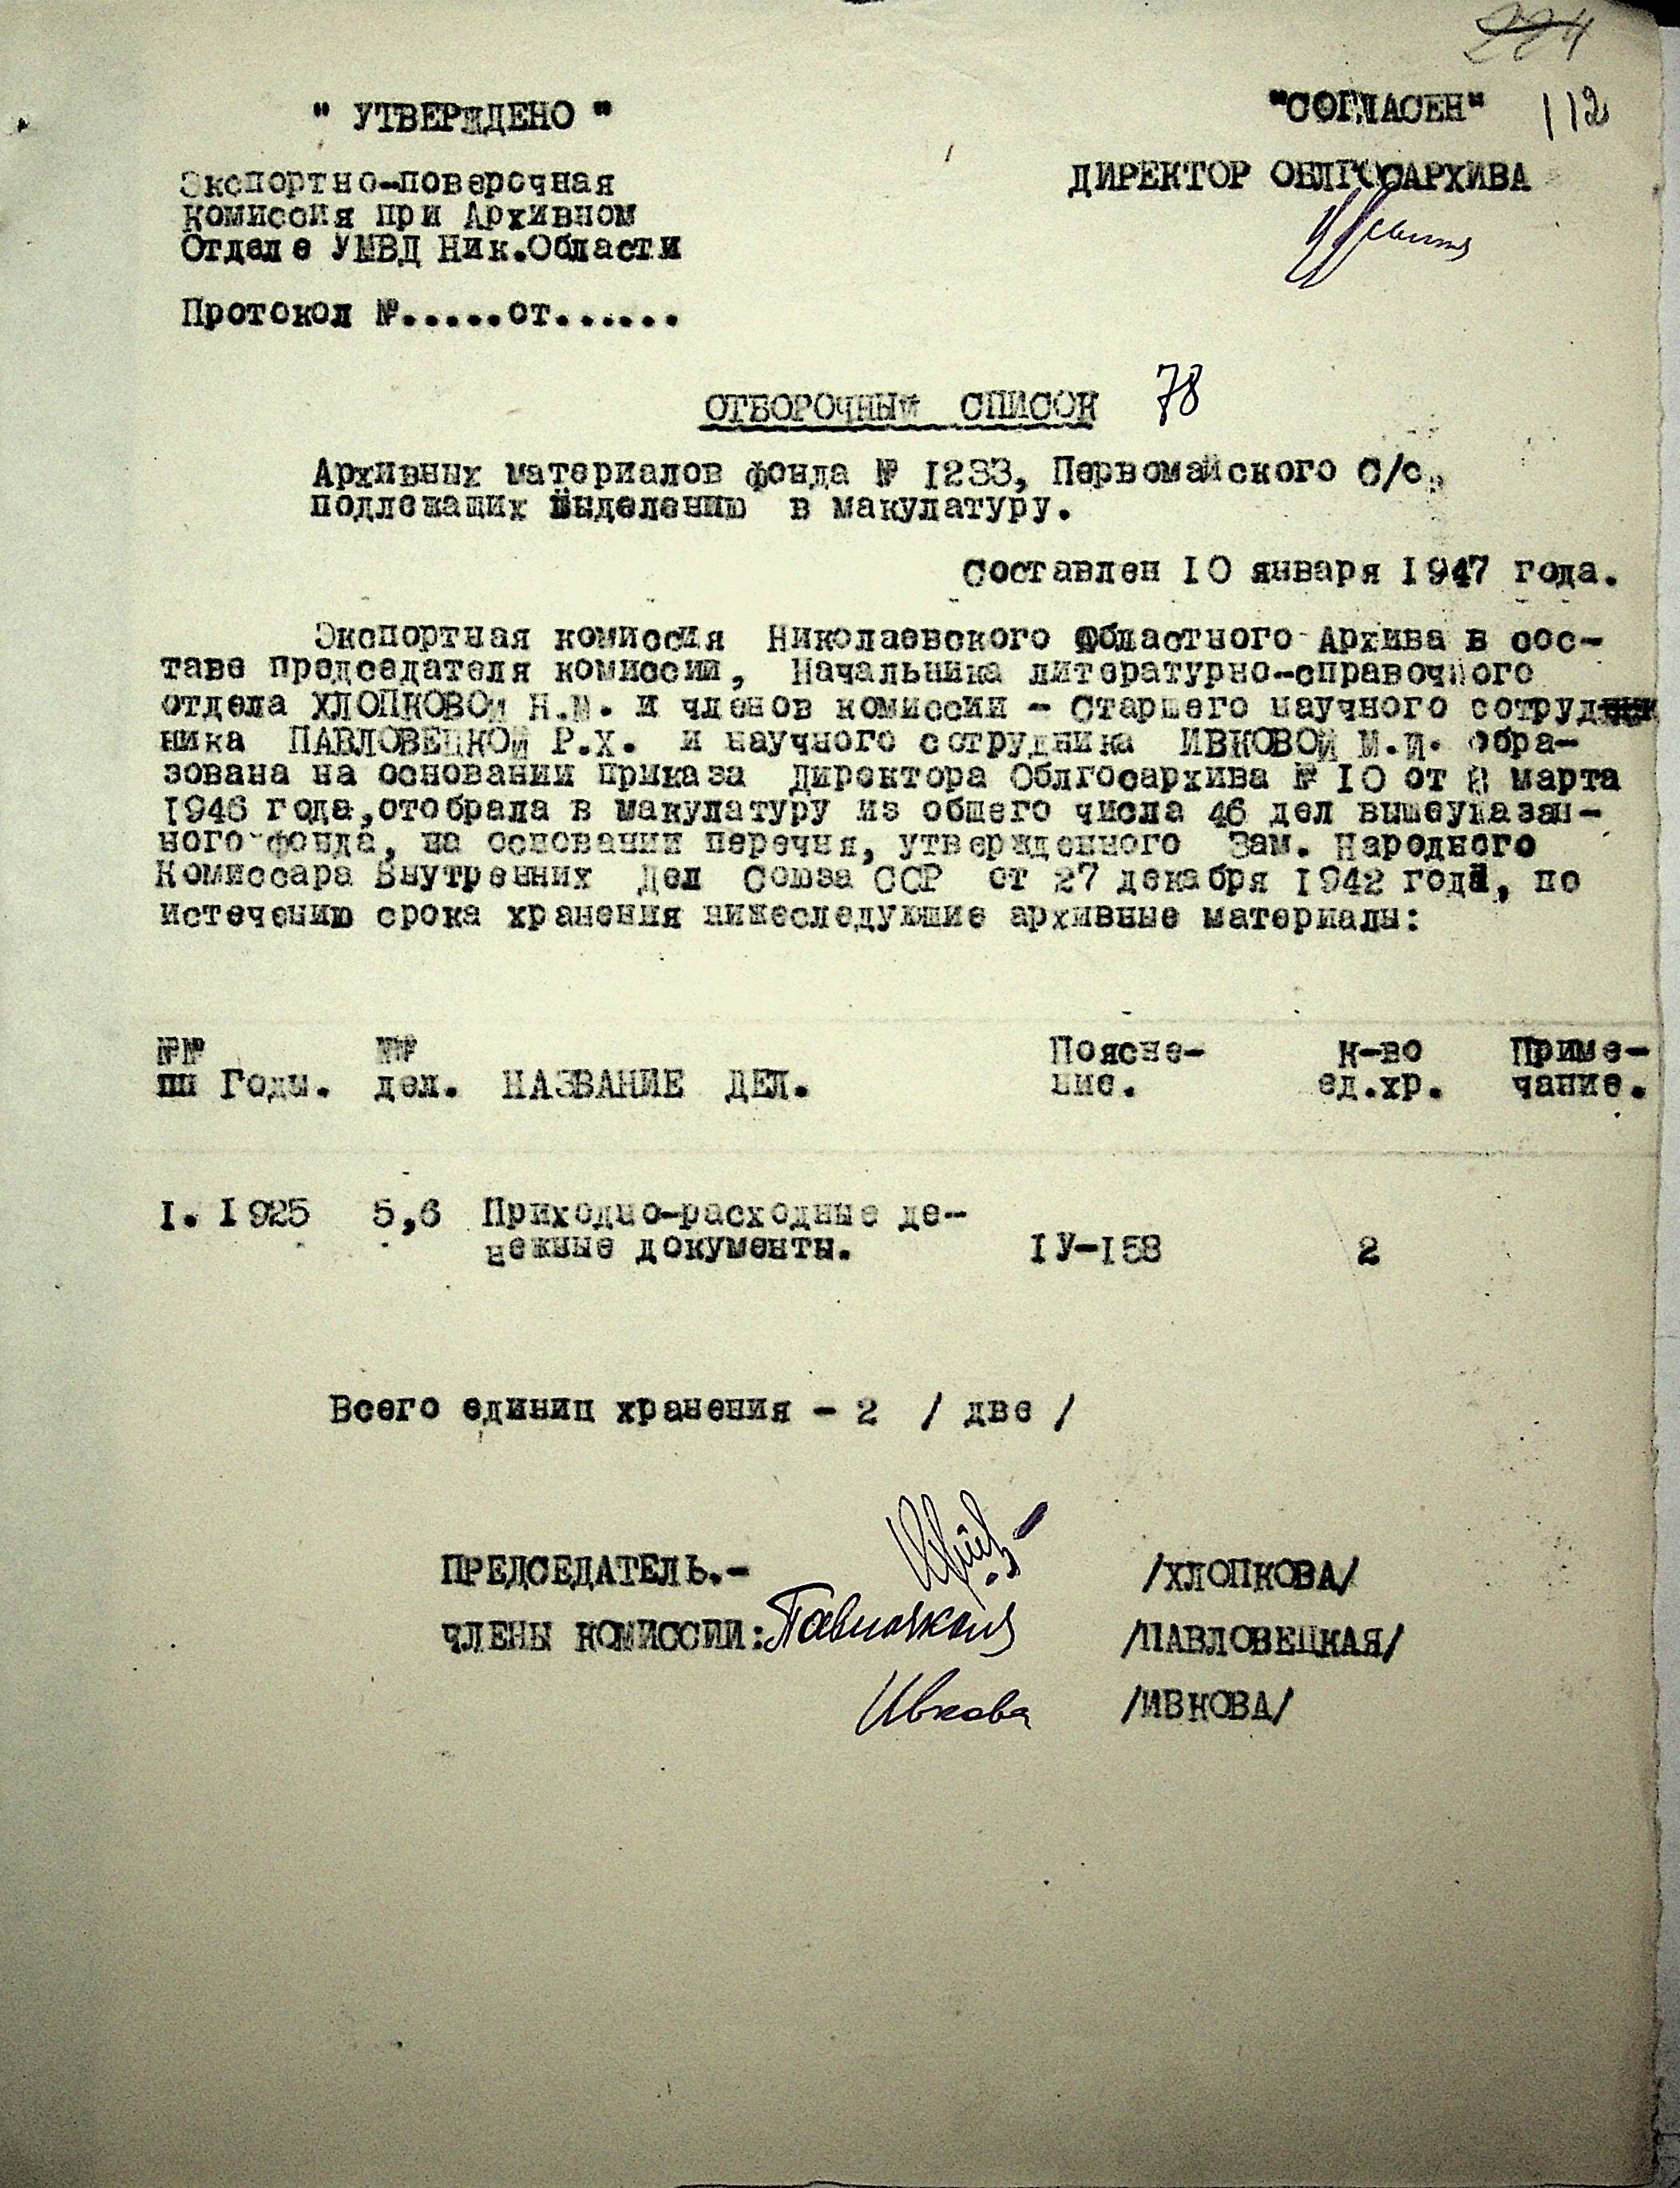 224
" УТВЕРЖДЕНО "
"СОГЛАСЕН" 112
Экспортно-поверочная
комиссия при Архивном
Отделе УМВД Ник.Области
ДИРЕКТОР ОБЛГОСАРХИВА
Протокол №.....от......
ОТБОРОЧНЫЙ СПИСОК 78
Архивных материалов фонда № 1283, Первомайского С/с.,
подлежащих выделению в макулатуру.
Составлен 10 января 1947 года.
Экспортная комиссия Николаевского Областного Архива в сос-
таве председателя комиссии, Начальника литературно-справочного
отдела ХЛОПКОВОЙ Н.М. и членов комиссии - Старшего научного сотруд
ника ПАВЛОВЕЦКОЙ Р.Х. и научного сотрудника ИВКОВОЙ М.И. обра-
зована на основании приказа Директора Облгосархива № 10 от 8 марта
1946 года,отобрала в макулатуру из общего числа 46 дел вышеуказан-
ного фонда, на основании перечня, утвержденного Зам. Народного
Комиссара Внутренних Дел Союза ССР от 27 декабря 1942 года, по
истечению срока хранения нижеследующие архивные материалы:
№№ №№ Поясне- К-во Приме-
пп Годы. дел. НАЗВАНИЕ ДЕЛ. ние. ед.хр. чание.
I. 1925 5,6 Приходно-расходные де-
нежные документы. IУ-158 2
Всего единиц хранения - 2 / две /
ПРЕДСЕДАТЕЛЬ.- /ХЛОПКОВА/
ЧЛЕНЫ КОМИССИИ: /ПАВЛОВЕЦКАЯ/
Ивкова /ИВКОВА/